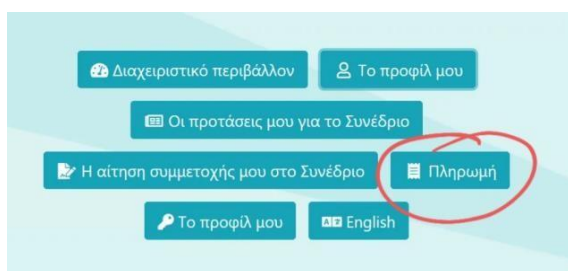 Διαχειριστικό περιβάλλον Το προφίλ μου
Οι προτάσεις μου για το Συνέδριο
Η αίτηση συμμετοχής μου στο Συνέδριο Πληρωμή
Το προφίλ μου English